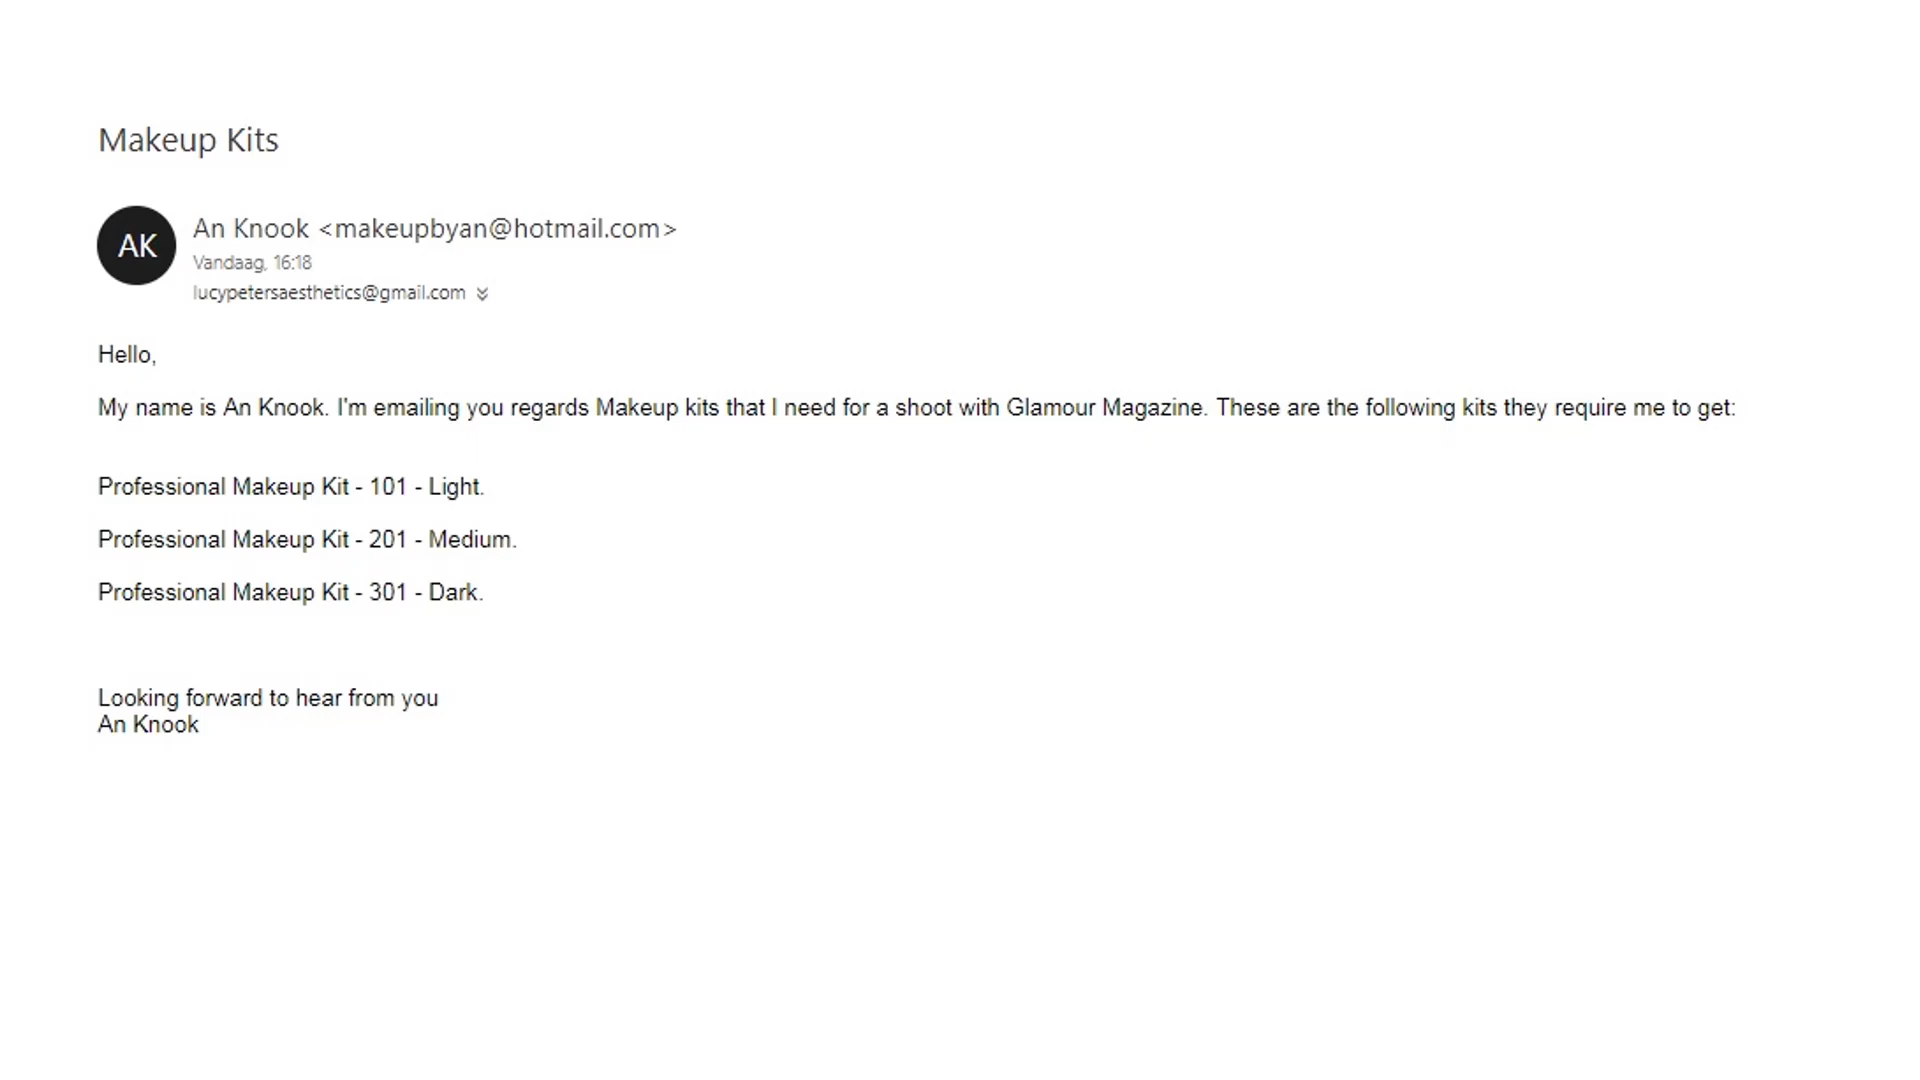 Makeup Kits
AK
An Knook <makeupbyan@hotmail.com>
Vandaag, 16:18
lucypetersaesthetics@gmail.com
Hello,
My name is An Knook. I'm emailing you regards Makeup kits that I need for a shoot with Glamour Magazine. These are the following kits they require me to get:
Professional Makeup Kit - 101 - Light.
Professional Makeup Kit - 201 - Medium.
Professional Makeup Kit - 301 - Dark.
Looking forward to hear from you
An Knook